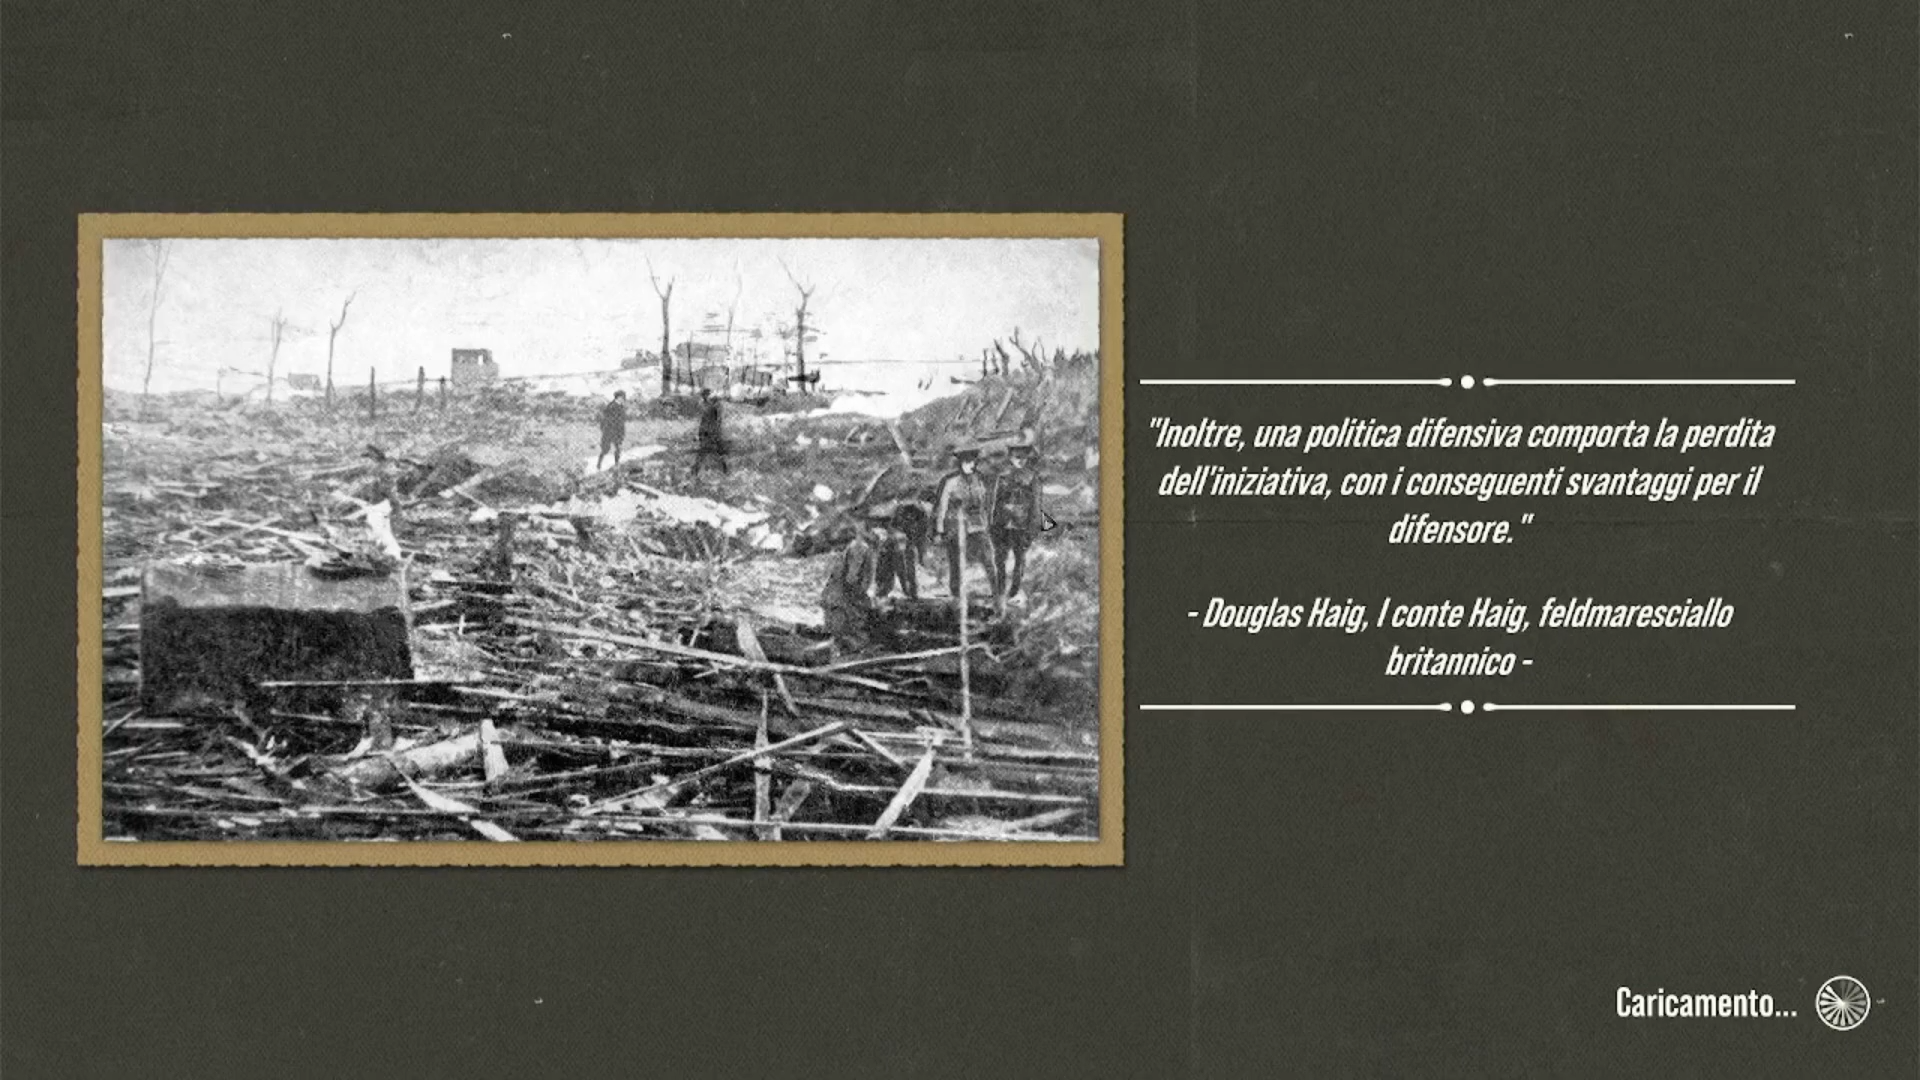 "Inoltre, una politica difensiva comporta la perdita
dell'iniziativa, con i conseguenti svantaggi per il
difensore."
- Douglas Haig, I conte Haig, feldmaresciallo
britannico -
Caricamento...